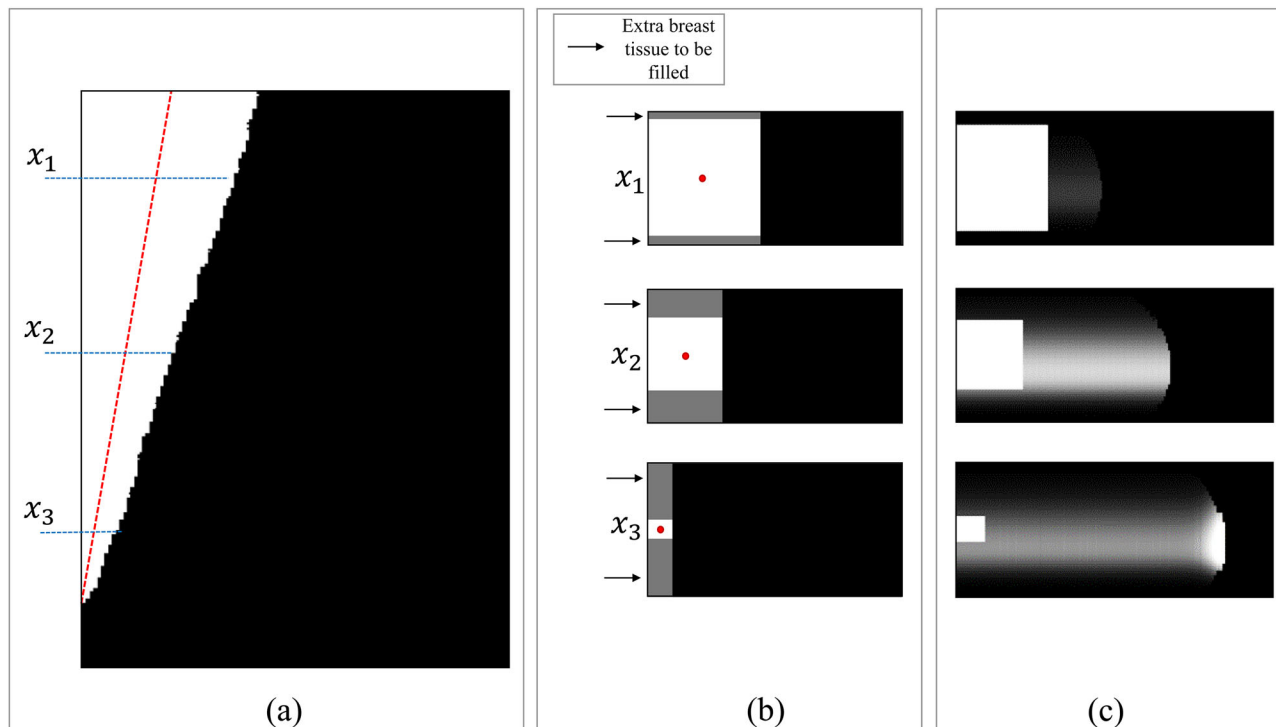 Extra breast
tissue to be
filled
x₁
x₂
x₃
x₁
x₂
x₃
(a)
(b)
(c)